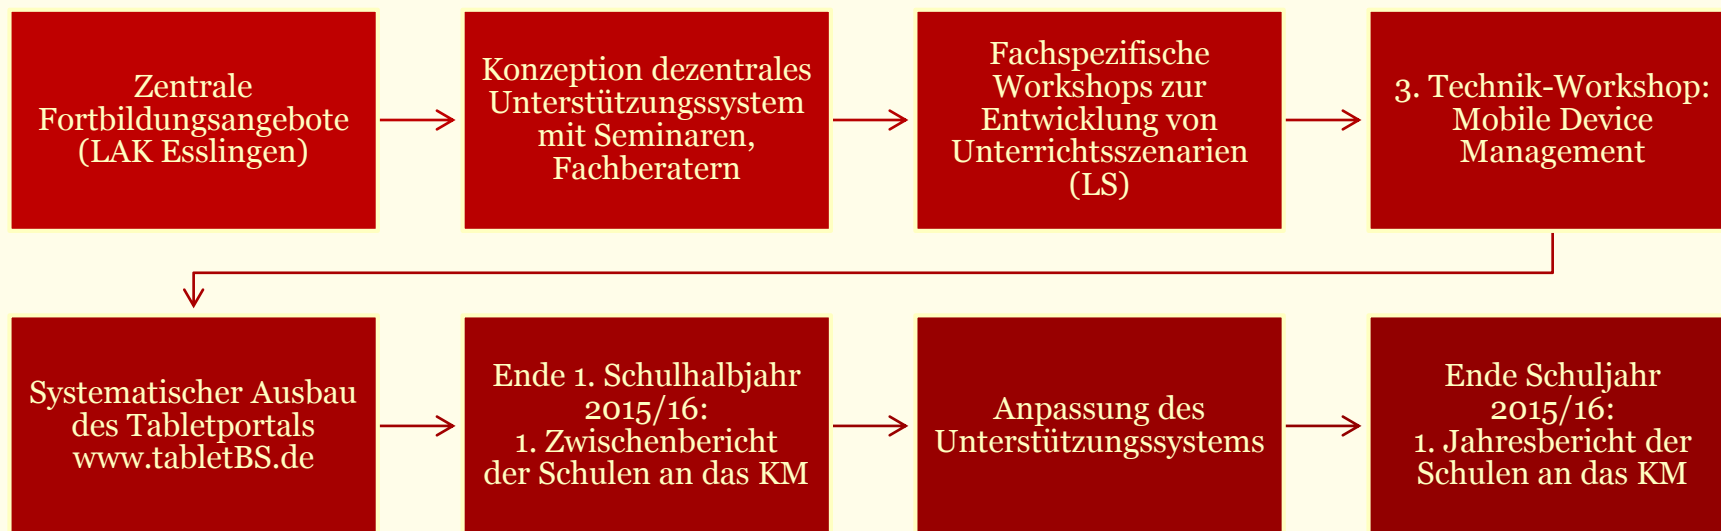 Zentrale
Fortbildungsangebote
(LAK Esslingen)
Konzeption dezentrales
Unterstützungssystem
mit Seminaren,
Fachberatern
Fachspezifische
Workshops zur
Entwicklung von
Unterrichtsszenarien
(LS)
3. Technik-Workshop:
Mobile Device
Management
Systematischer Ausbau
des Tabletportals
www.tabletBS.de
Ende 1. Schulhalbjahr
2015/16:
1. Zwischenbericht
der Schulen an das KM
Anpassung des
Unterstützungssystems
Ende Schuljahr
2015/16:
1. Jahresbericht der
Schulen an das KM